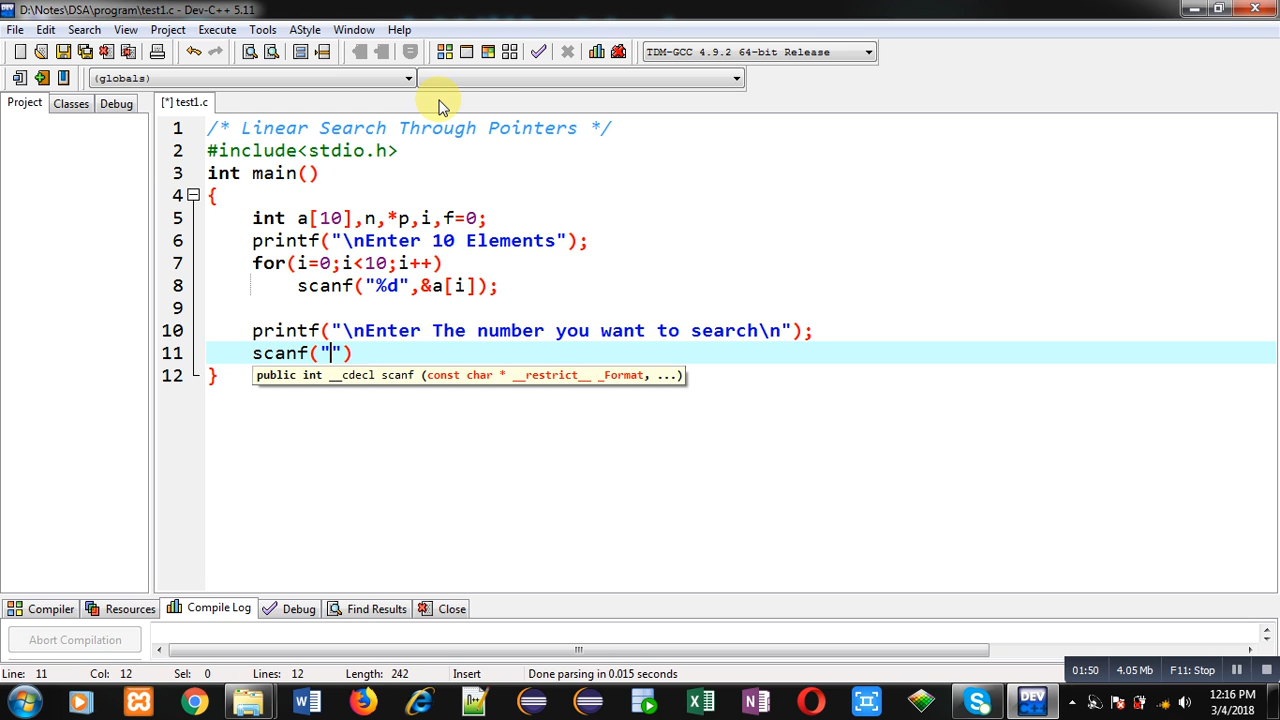 D:\Notes\DSA\program\test1.c - Dev-C++ 5.11
File Edit Search View Project Execute Tools AStyle Window Help
TDM-GCC 4.9.2 64-bit Release
(globals)
Project Classes Debug [*] test1.c
1 /* Linear Search Through Pointers */
2 #include<stdio.h>
3 int main()
4 {
5 int a[10],n,*p,i,f=0;
6 printf("\nEnter 10 Elements");
7 for(i=0;i<10;i++)
8 scanf("%d",&a[i]);
9
10 printf("\nEnter The number you want to search\n");
11 scanf("")
12 }
public int __cdecl scanf (const char * __restrict__ _Format, ...)
Compiler Resources Compile Log Debug Find Results Close
Abort Compilation
Line: 11 Col: 12 Sel: 0 Lines: 12 Length: 242 Insert Done parsing in 0.015 seconds
01:50 4.05 Mb F11: Stop
DEV
12:16 PM
3/4/2018